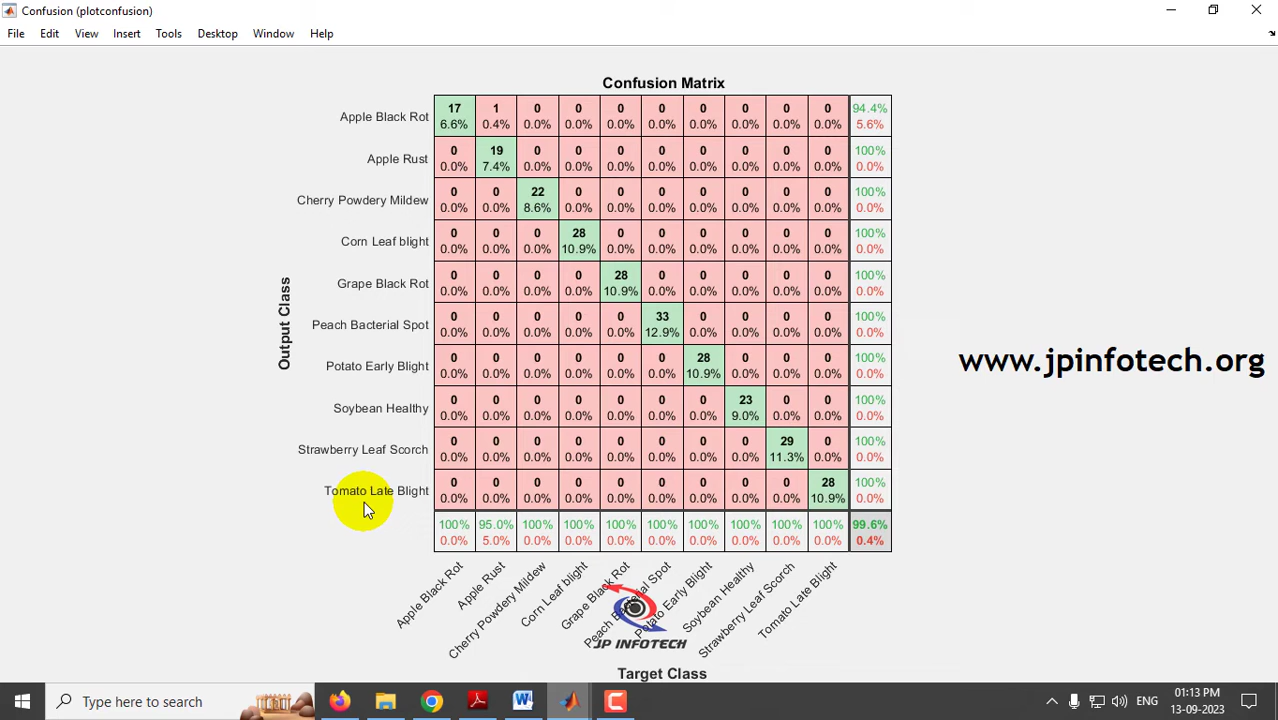 Confusion (plotconfusion)
File Edit View Insert Tools Desktop Window Help
Confusion Matrix
Apple Black Rot 17 1 0 0 0 0 0 0 0 0 94.4%
6.6% 0.4% 0.0% 0.0% 0.0% 0.0% 0.0% 0.0% 0.0% 0.0% 5.6%
Apple Rust 0 19 0 0 0 0 0 0 0 0 100%
0.0% 7.4% 0.0% 0.0% 0.0% 0.0% 0.0% 0.0% 0.0% 0.0% 0.0%
Cherry Powdery Mildew 0 0 22 0 0 0 0 0 0 0 100%
0.0% 0.0% 8.6% 0.0% 0.0% 0.0% 0.0% 0.0% 0.0% 0.0% 0.0%
Corn Leaf blight 0 0 0 28 0 0 0 0 0 0 100%
0.0% 0.0% 0.0% 10.9% 0.0% 0.0% 0.0% 0.0% 0.0% 0.0% 0.0%
Grape Black Rot 0 0 0 0 28 0 0 0 0 0 100%
0.0% 0.0% 0.0% 0.0% 10.9% 0.0% 0.0% 0.0% 0.0% 0.0% 0.0%
Peach Bacterial Spot 0 0 0 0 0 33 0 0 0 0 100%
0.0% 0.0% 0.0% 0.0% 0.0% 12.9% 0.0% 0.0% 0.0% 0.0% 0.0%
Potato Early Blight 0 0 0 0 0 0 28 0 0 0 100%
0.0% 0.0% 0.0% 0.0% 0.0% 0.0% 10.9% 0.0% 0.0% 0.0% 0.0%
Soybean Healthy 0 0 0 0 0 0 0 23 0 0 100%
0.0% 0.0% 0.0% 0.0% 0.0% 0.0% 0.0% 9.0% 0.0% 0.0% 0.0%
Strawberry Leaf Scorch 0 0 0 0 0 0 0 0 29 0 100%
0.0% 0.0% 0.0% 0.0% 0.0% 0.0% 0.0% 0.0% 11.3% 0.0% 0.0%
Tomato Late Blight 0 0 0 0 0 0 0 0 0 28 100%
0.0% 0.0% 0.0% 0.0% 0.0% 0.0% 0.0% 0.0% 0.0% 10.9% 0.0%
100% 95.0% 100% 100% 100% 100% 100% 100% 100% 100% 99.6%
0.0% 5.0% 0.0% 0.0% 0.0% 0.0% 0.0% 0.0% 0.0% 0.0% 0.4%
Output Class
Apple Black Rot
Apple Rust
Cherry Powdery Mildew
Corn Leaf blight
Grape Black Rot
Peach Bacterial Spot
Potato Early Blight
Soybean Healthy
Strawberry Leaf Scorch
Tomato Late Blight
Target Class
www.jpinfotech.org
JP INFOTECH
Type here to search
ENG
01:13 PM
13-09-2023